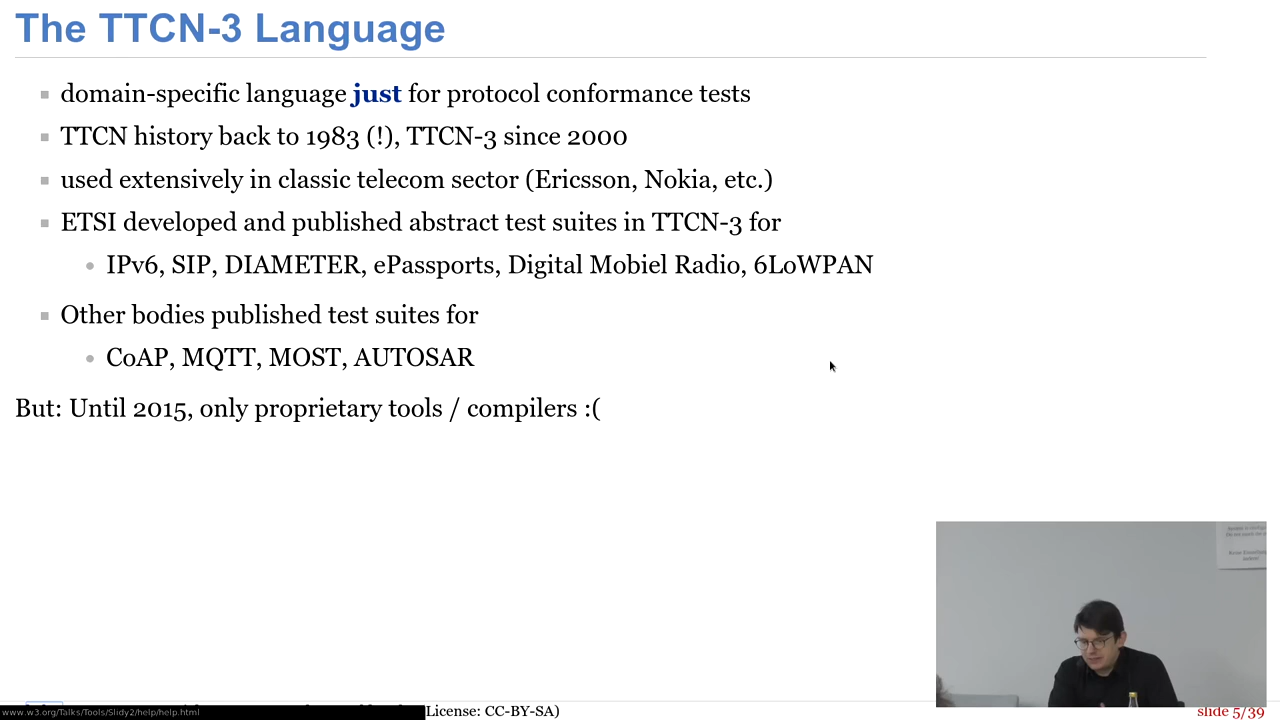 The TTCN-3 Language
domain-specific language just for protocol conformance tests
TTCN history back to 1983 (!), TTCN-3 since 2000
used extensively in classic telecom sector (Ericsson, Nokia, etc.)
ETSI developed and published abstract test suites in TTCN-3 for
IPv6, SIP, DIAMETER, ePassports, Digital Mobiel Radio, 6LoWPAN
Other bodies published test suites for
CoAP, MQTT, MOST, AUTOSAR
But: Until 2015, only proprietary tools / compilers :(
www.w3.org/Talks/Tools/Slidy2/help/help.html
License: CC-BY-SA)
slide 5/39